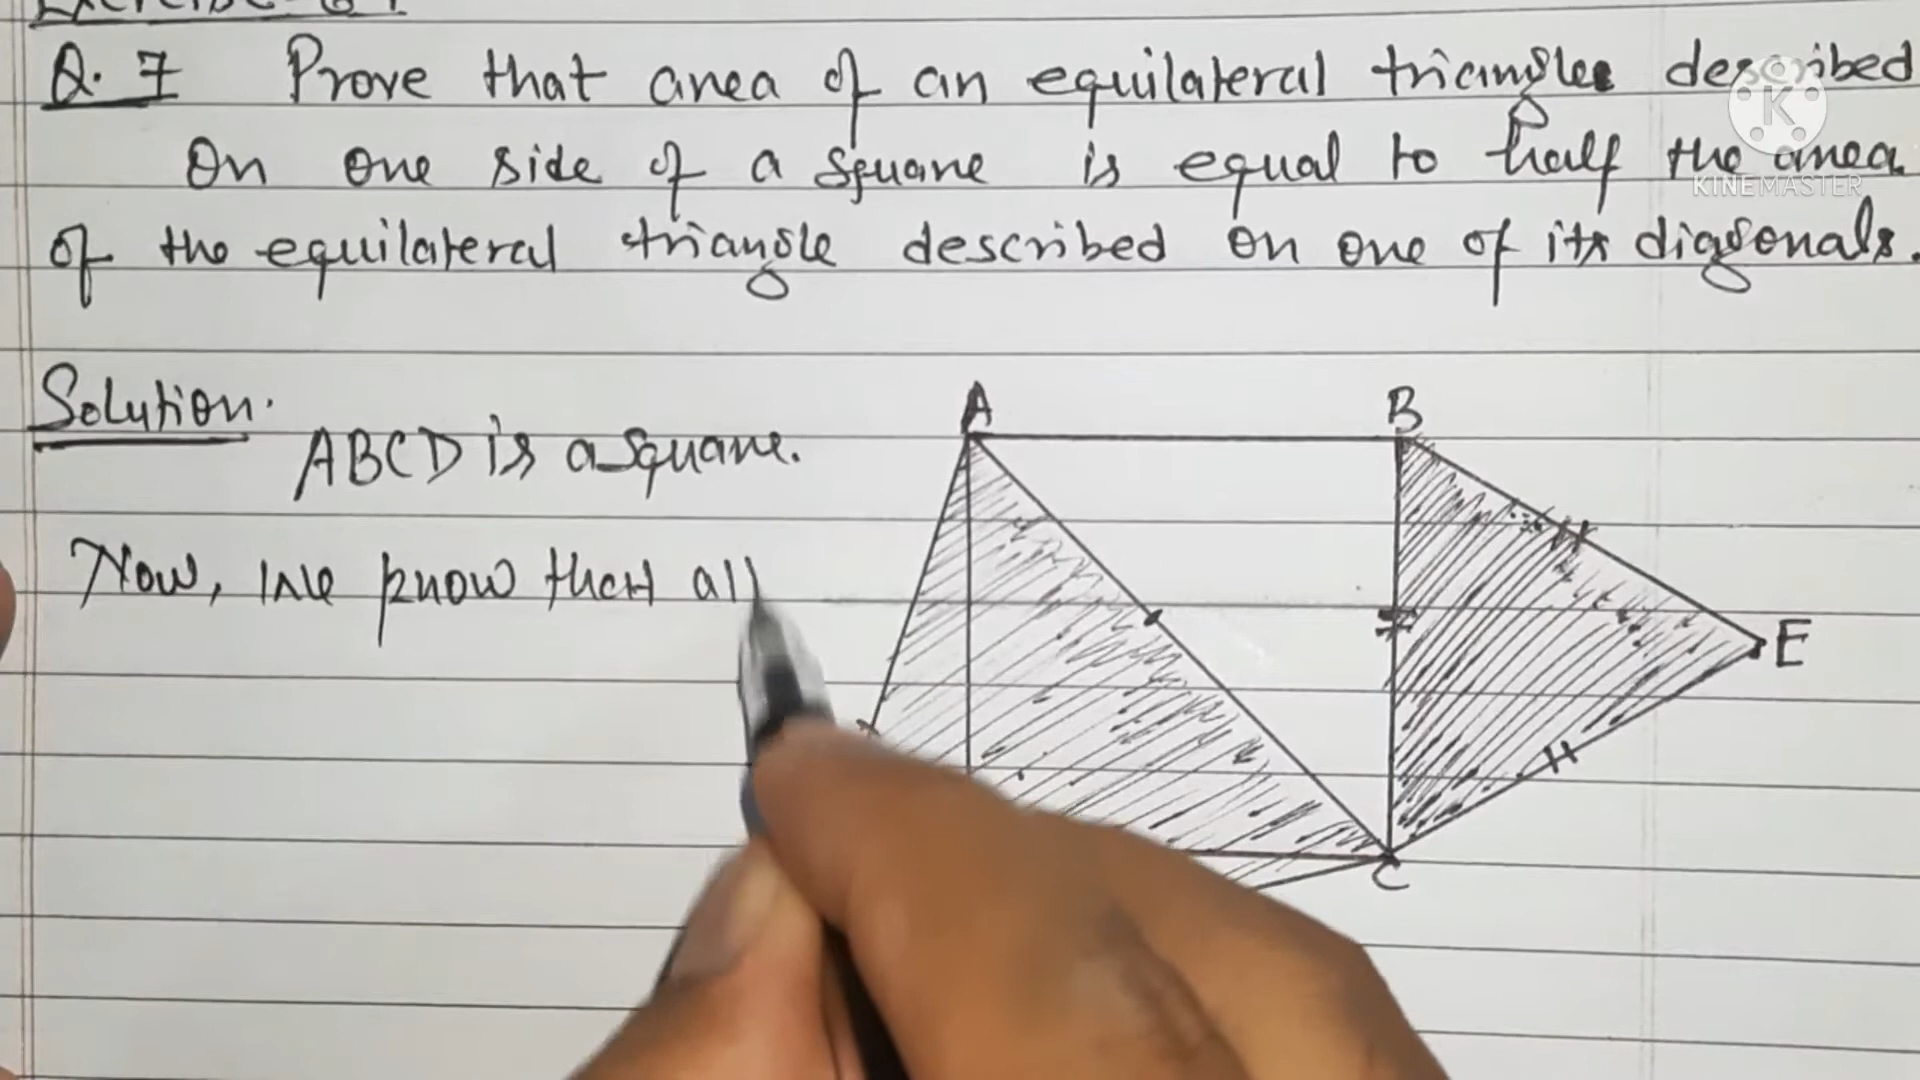 Q. 7 Prove that area of an equilateral triangle described
On one side of a square is equal to half the area
of the equilateral triangle described on one of its diagonals.
KINEMASTER
Solution.
ABCD is a square.
Now, We know that all
A
B
E
C